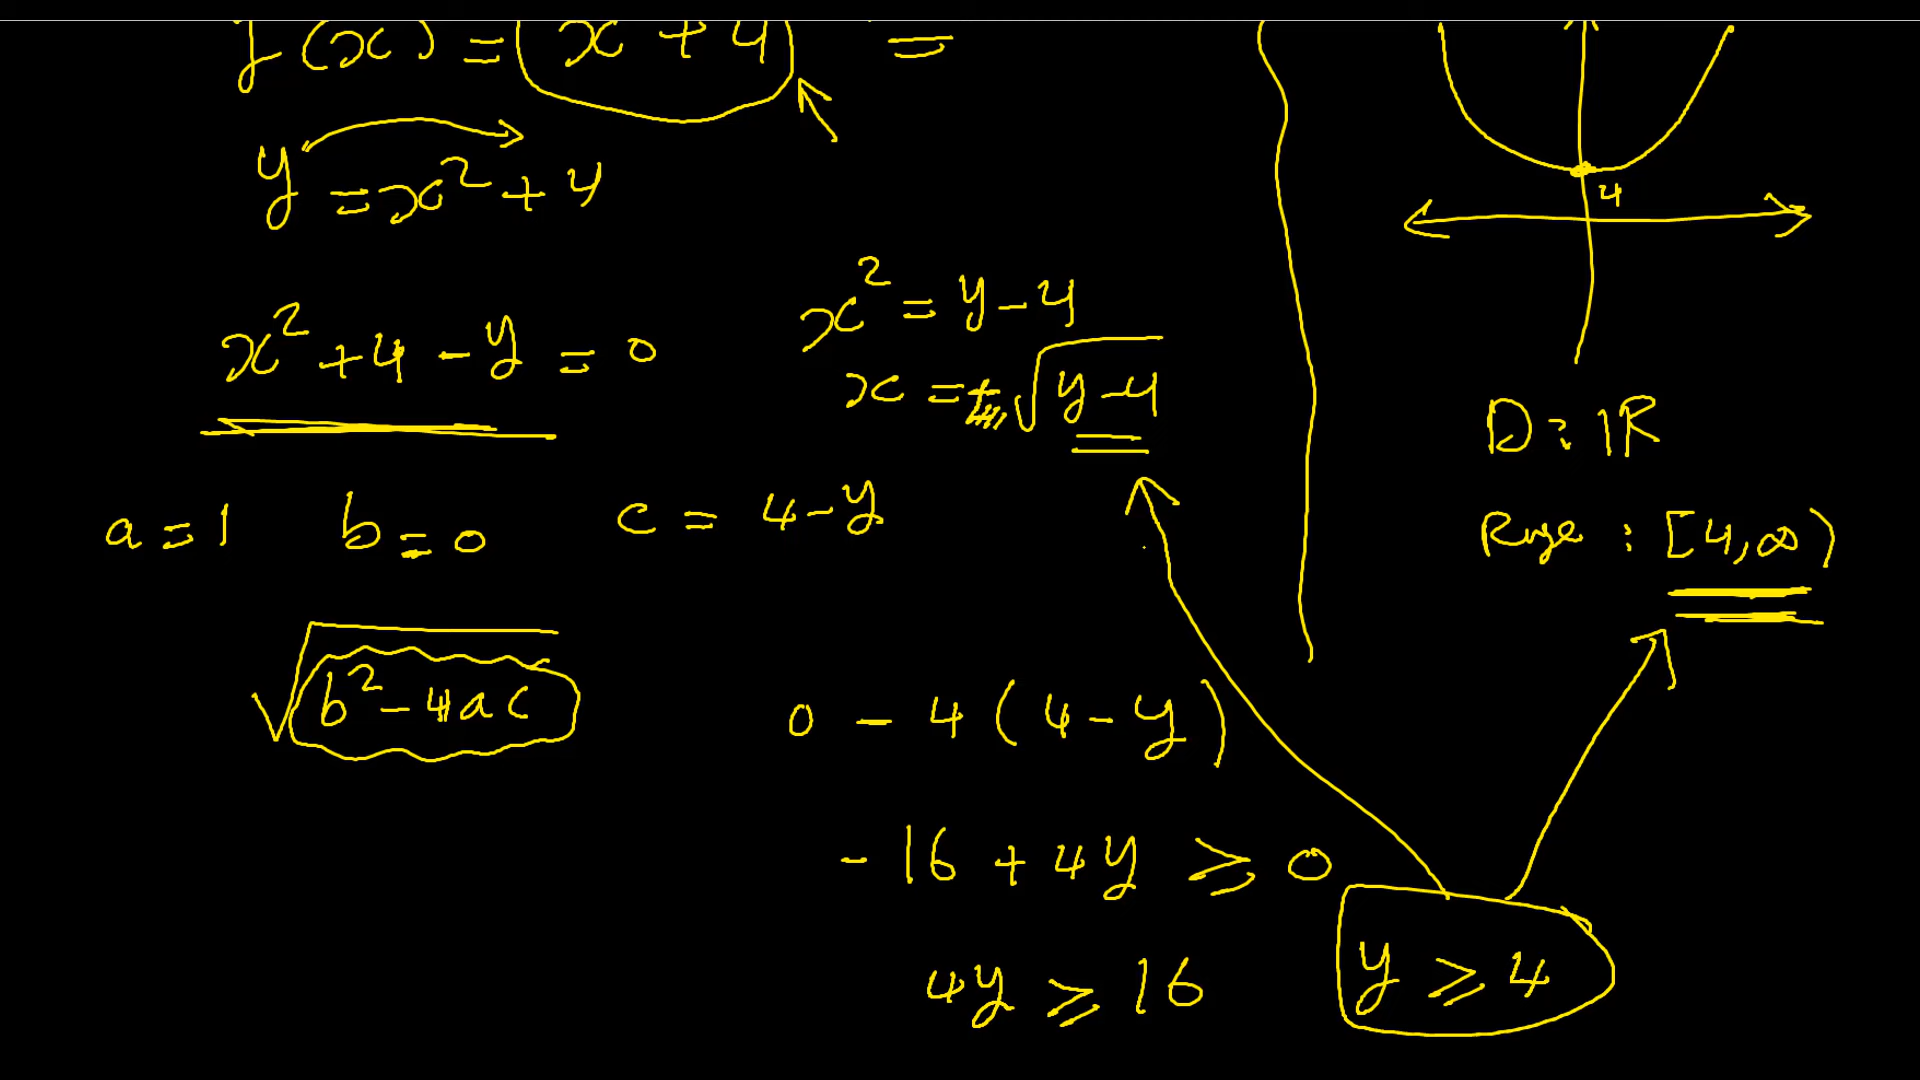 f(x) = (x + 4) =
y = x² + 4
x² + 4 - y = 0
x² = y - 4
x = ± √(y - 4)
a = 1 b = 0 c = 4 - y
√(b² - 4ac)
0 - 4(4 - y)
-16 + 4y ≥ 0
4y ≥ 16
y ≥ 4
4
D: ℝ
Range : [4, ∞)